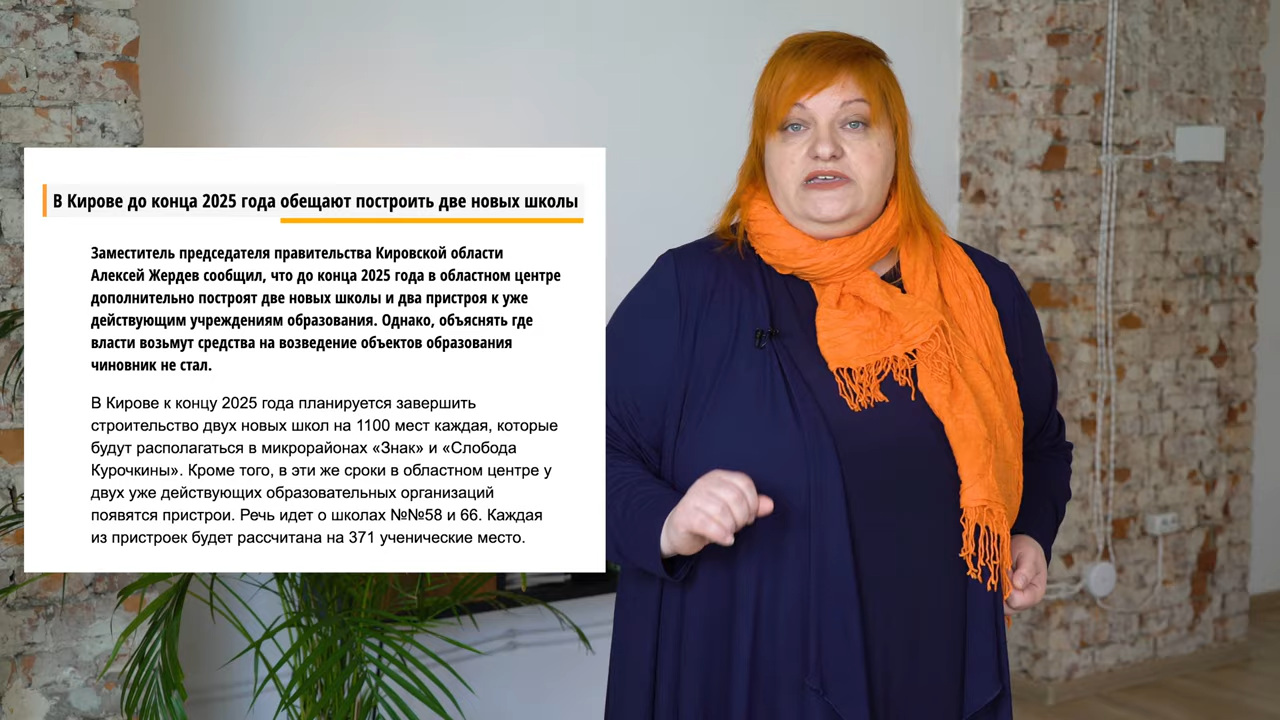 В Кирове до конца 2025 года обещают построить две новых школы
Заместитель председателя правительства Кировской области
Алексей Жердев сообщил, что до конца 2025 года в областном центре
дополнительно построят две новых школы и два пристроя к уже
действующим учреждениям образования. Однако, объяснять где
власти возьмут средства на возведение объектов образования
чиновник не стал.
В Кирове к концу 2025 года планируется завершить
строительство двух новых школ на 1100 мест каждая, которые
будут располагаться в микрорайонах «Знак» и «Слобода
Курочкины». Кроме того, в эти же сроки в областном центре у
двух уже действующих образовательных организаций
появятся пристрои. Речь идет о школах №№58 и 66. Каждая
из пристроек будет рассчитана на 371 ученические место.